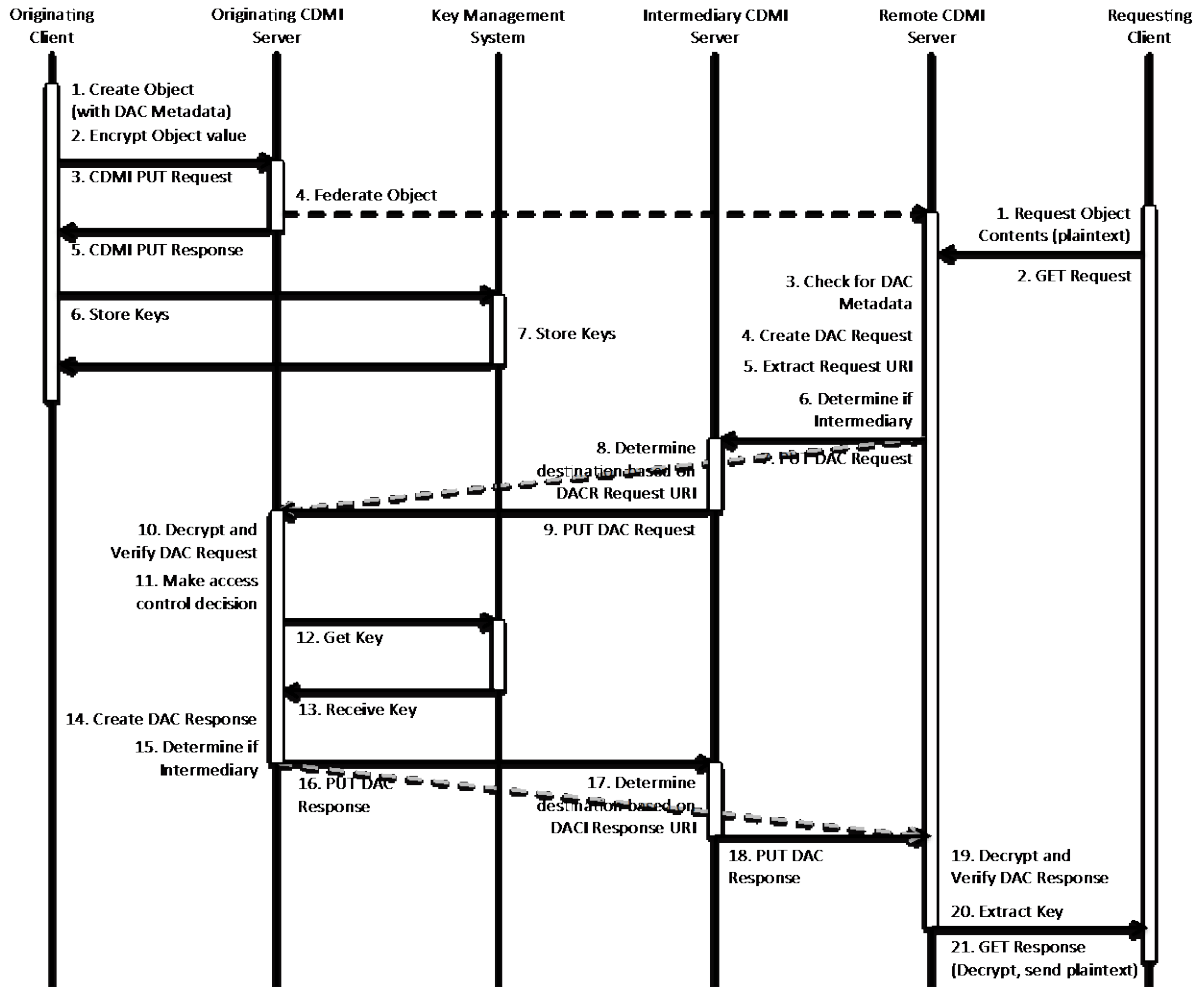 Originating
Client
Originating CDMI
Server
Key Management
System
Intermediary CDMI
Server
Remote CDMI
Server
Requesting
Client
1. Create Object
(with DAC Metadata)
2. Encrypt Object value
3. CDMI PUT Request
4. Federate Object
5. CDMI PUT Response
6. Store Keys
7. Store Keys
1. Request Object
Contents (plaintext)
2. GET Request
3. Check for DAC
Metadata
4. Create DAC Request
5. Extract Request URI
6. Determine if
Intermediary
PUT DAC Request
8. Determine
destination based on
DACR Request URI
9. PUT DAC Request
10. Decrypt and
Verify DAC Request
11. Make access
control decision
12. Get Key
13. Receive Key
14. Create DAC Response
15. Determine if
Intermediary
16. PUT DAC
Response
17. Determine
destination based on
DACI Response URI
18. PUT DAC
Response
19. Decrypt and
Verify DAC Response
20. Extract Key
21. GET Response
(Decrypt, send plaintext)